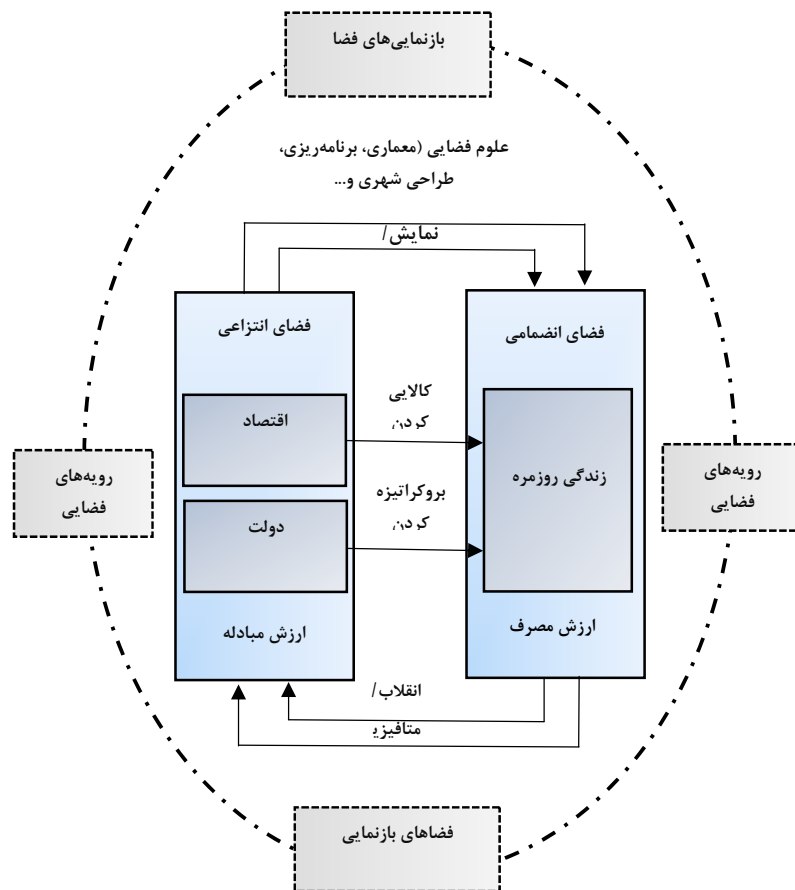 بازنمایی‌های فضا
علوم فضایی (معماری، برنامه‌ریزی،
طراحی شهری و...
نمایش/
فضای انضمامی
فضای انتزاعی
کالایی
کردن
اقتصاد
رویه‌های
فضایی
زندگی روزمره
رویه‌های
فضایی
بروکراتیزه
کردن
دولت
ارزش مصرف
ارزش مبادله
انقلاب/
متافیزی
فضاهای بازنمایی